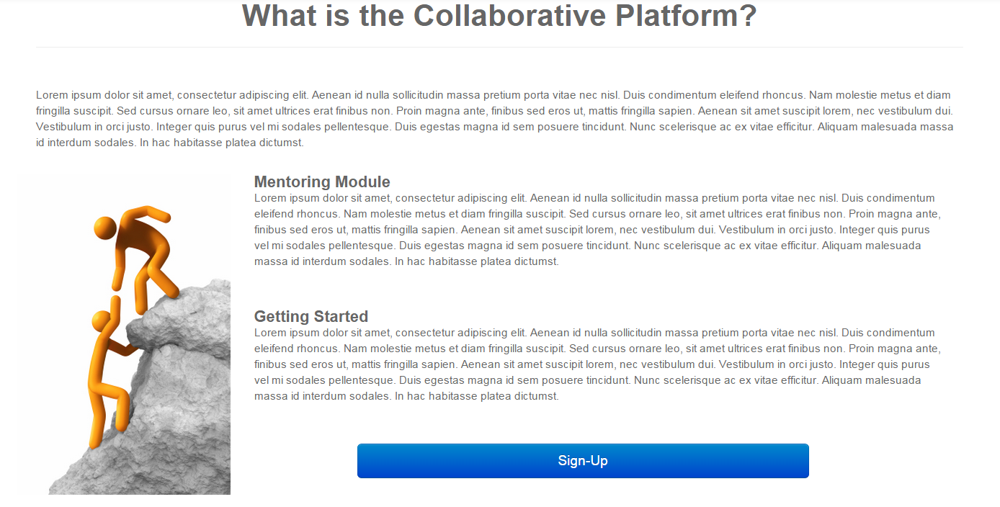 What is the Collaborative Platform?
Lorem ipsum dolor sit amet, consectetur adipiscing elit. Aenean id nulla sollicitudin massa pretium porta vitae nec nisl. Duis condimentum eleifend rhoncus. Nam molestie metus et diam
fringilla suscipit. Sed cursus ornare leo, sit amet ultrices erat finibus non. Proin magna ante, finibus sed eros ut, mattis fringilla sapien. Aenean sit amet suscipit lorem, nec vestibulum dui.
Vestibulum in orci justo. Integer quis purus vel mi sodales pellentesque. Duis egestas magna id sem posuere tincidunt. Nunc scelerisque ac ex vitae efficitur. Aliquam malesuada massa
id interdum sodales. In hac habitasse platea dictumst.
Mentoring Module
Lorem ipsum dolor sit amet, consectetur adipiscing elit. Aenean id nulla sollicitudin massa pretium porta vitae nec nisl. Duis condimentum
eleifend rhoncus. Nam molestie metus et diam fringilla suscipit. Sed cursus ornare leo, sit amet ultrices erat finibus non. Proin magna ante,
finibus sed eros ut, mattis fringilla sapien. Aenean sit amet suscipit lorem, nec vestibulum dui. Vestibulum in orci justo. Integer quis purus
vel mi sodales pellentesque. Duis egestas magna id sem posuere tincidunt. Nunc scelerisque ac ex vitae efficitur. Aliquam malesuada
massa id interdum sodales. In hac habitasse platea dictumst.
Getting Started
Lorem ipsum dolor sit amet, consectetur adipiscing elit. Aenean id nulla sollicitudin massa pretium porta vitae nec nisl. Duis condimentum
eleifend rhoncus. Nam molestie metus et diam fringilla suscipit. Sed cursus ornare leo, sit amet ultrices erat finibus non. Proin magna ante,
finibus sed eros ut, mattis fringilla sapien. Aenean sit amet suscipit lorem, nec vestibulum dui. Vestibulum in orci justo. Integer quis purus
vel mi sodales pellentesque. Duis egestas magna id sem posuere tincidunt. Nunc scelerisque ac ex vitae efficitur. Aliquam malesuada
massa id interdum sodales. In hac habitasse platea dictumst.
Sign-Up